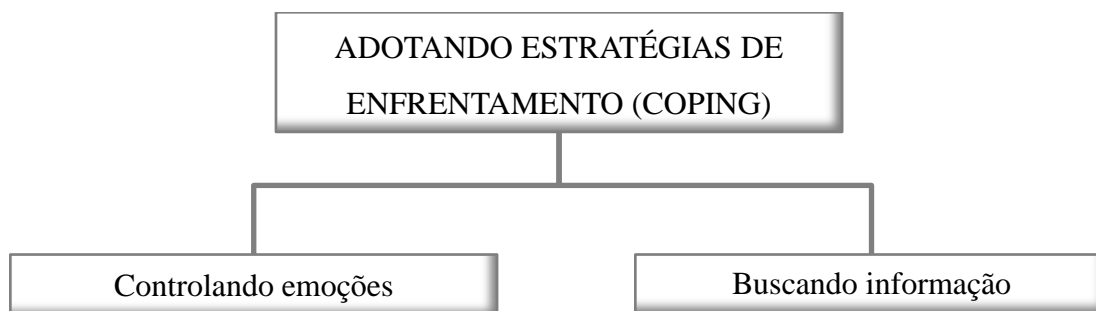 ADOTANDO ESTRATÉGIAS DE
ENFRENTAMENTO (COPING)
Controlando emoções
Buscando informação